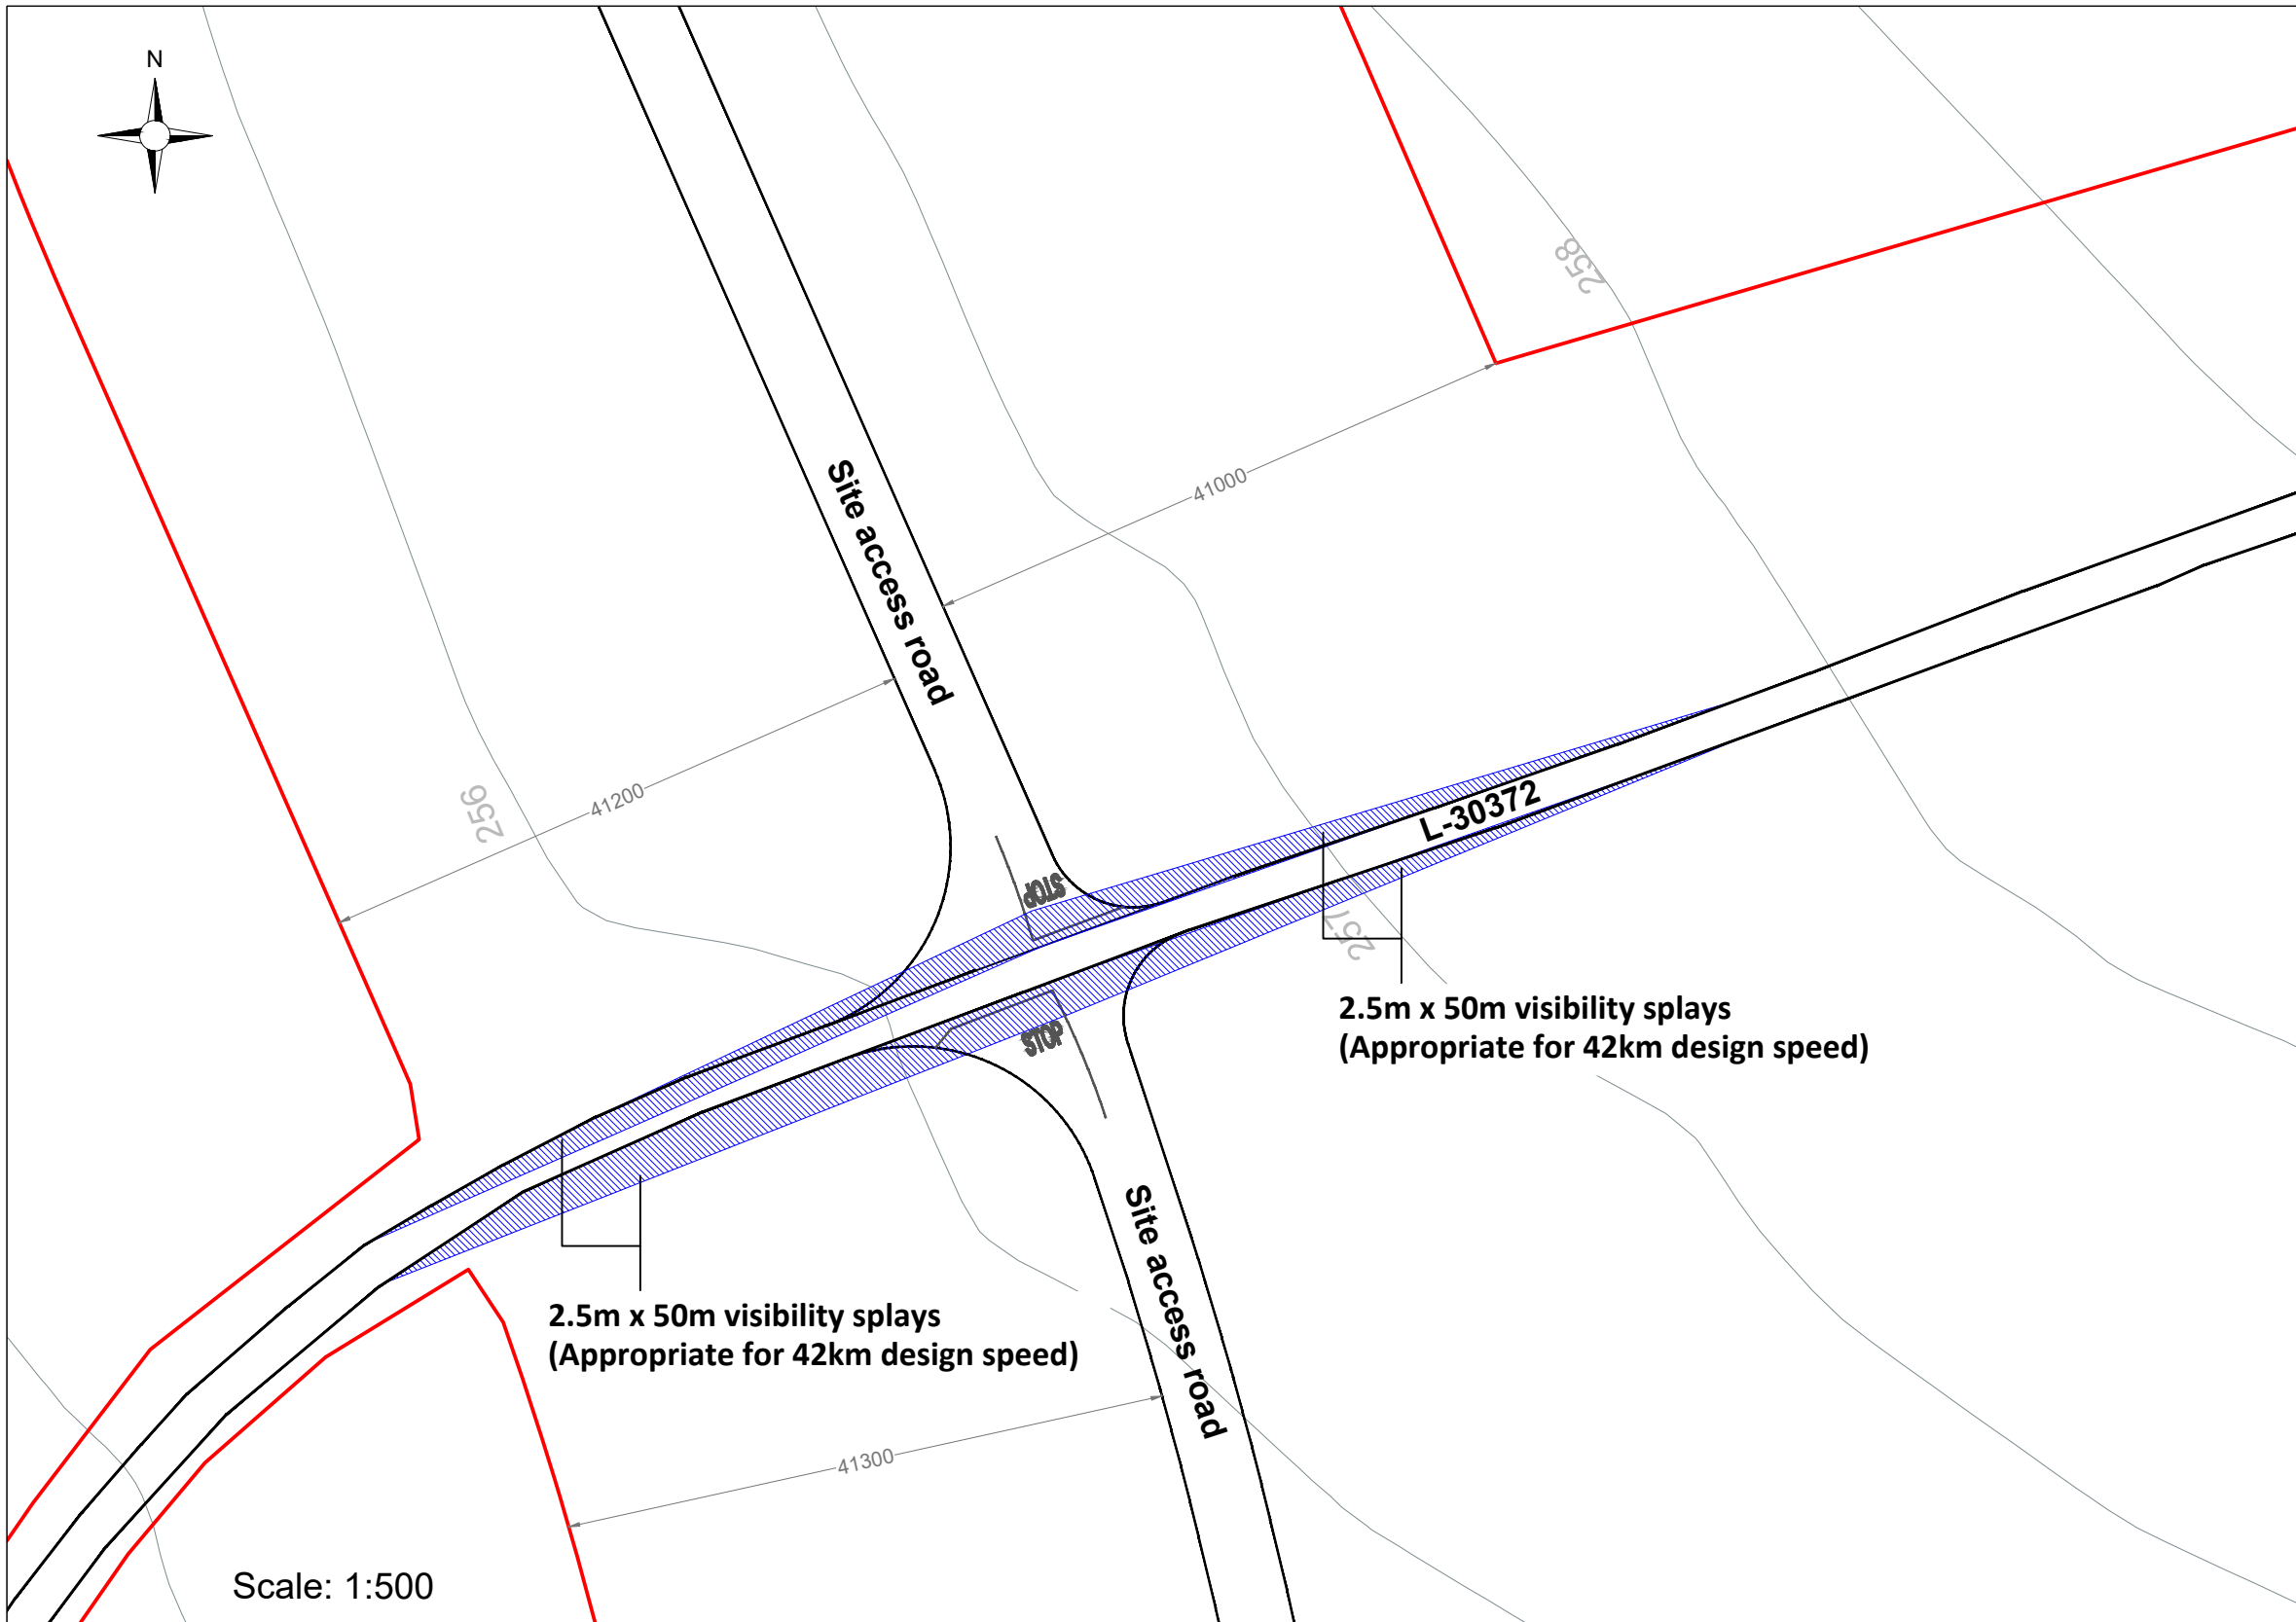 N
258
Site access road
41000
41200
256
L-30372
STOP
257
STOP
2.5m x 50m visibility splays
(Appropriate for 42km design speed)
2.5m x 50m visibility splays
(Appropriate for 42km design speed)
Site access road
41300
Scale: 1:500